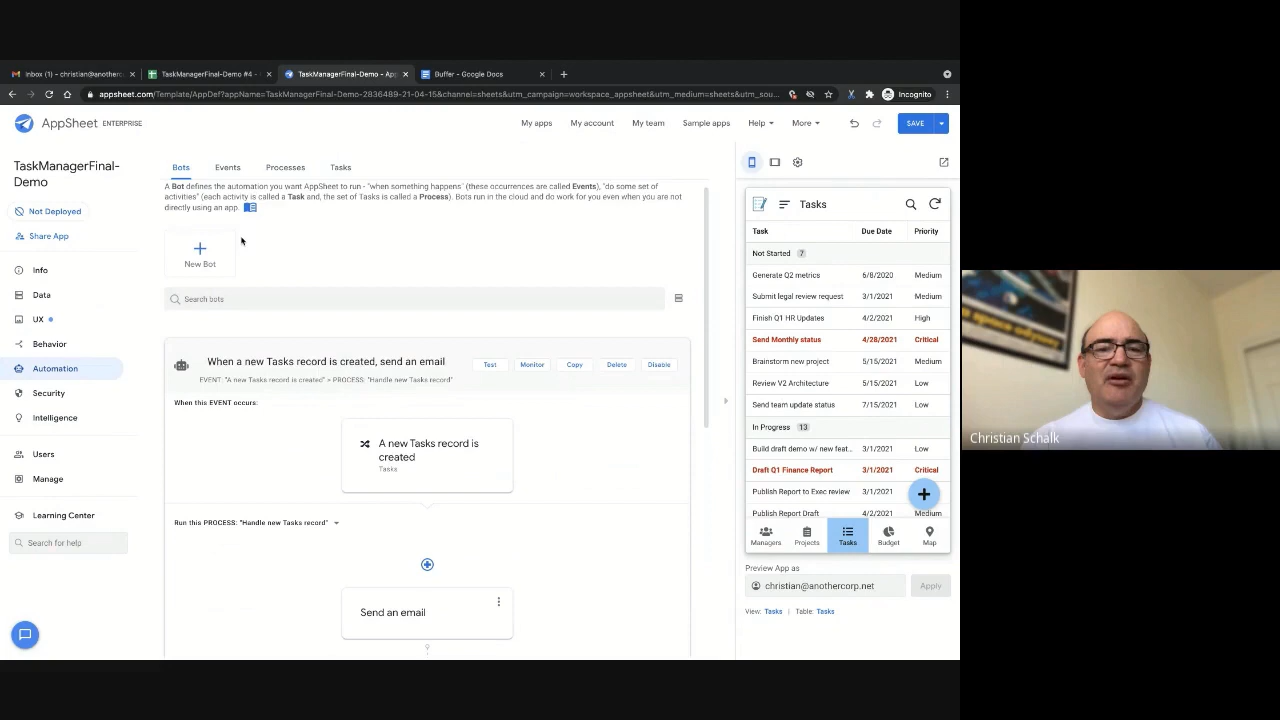 Inbox (1) - christian@anotherc
TaskManagerFinal-Demo #4 -
TaskManagerFinal-Demo - Ap
Buffer - Google Docs
appsheet.com/Template/AppDef?appName=TaskManagerFinal-Demo-2836489-21-04-15&channel=sheets&utm_campaign=workspace_appsheet&utm_medium=sheets&utm_sou...
Incognito
AppSheet ENTERPRISE
My apps
My account
My team
Sample apps
Help
More
SAVE
TaskManagerFinal-
Demo
Not Deployed
Share App
Info
Data
UX
Behavior
Automation
Security
Intelligence
Users
Manage
Learning Center
Search for help
Bots
Events
Processes
Tasks
A Bot defines the automation you want AppSheet to run - "when something happens" (these occurrences are called Events), "do some set of
activities" (each activity is called a Task and, the set of Tasks is called a Process). Bots run in the cloud and do work for you even when you are not
directly using an app.
New Bot
Search bots
When a new Tasks record is created, send an email
Test
Monitor
Copy
Delete
Disable
EVENT: "A new Tasks record is created" > PROCESS: "Handle new Tasks record"
When this EVENT occurs:
A new Tasks record is
created
Tasks
Run this PROCESS: "Handle new Tasks record"
Send an email
Tasks
Task Due Date Priority
Not Started 7
Generate Q2 metrics 6/8/2020 Medium
Submit legal review request 3/1/2021 Medium
Finish Q1 HR Updates 4/2/2021 High
Send Monthly status 4/28/2021 Critical
Brainstorm new project 5/15/2021 Medium
Review V2 Architecture 5/15/2021 Low
Send team update status 7/15/2021 Low
In Progress 13
Build draft demo w/ new feat... 3/1/2021 Low
Draft Q1 Finance Report 3/1/2021 Critical
Publish Report to Exec review 3/1/2021
Publish Report Draft 4/2/2021 Medium
Managers
Projects
Tasks
Budget
Map
Preview App as
christian@anothercorp.net
Apply
View: Tasks | Table: Tasks
Christian Schalk